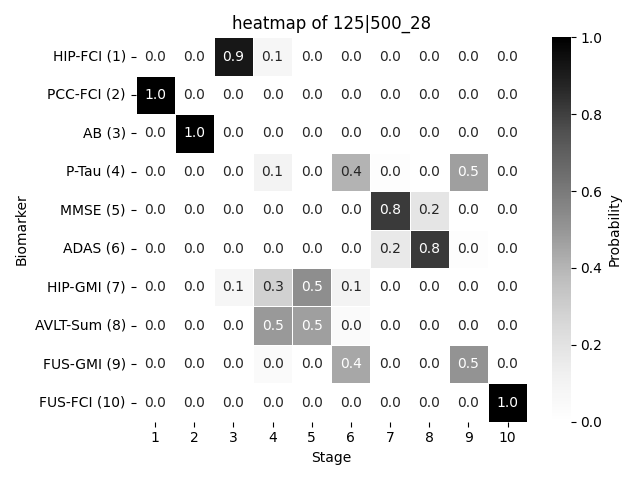 heatmap of 125|500_28
HIP-FCI (1) 0.0 0.0 0.9 0.1 0.0 0.0 0.0 0.0 0.0 0.0
PCC-FCI (2) 1.0 0.0 0.0 0.0 0.0 0.0 0.0 0.0 0.0 0.0
AB (3) 0.0 1.0 0.0 0.0 0.0 0.0 0.0 0.0 0.0 0.0
P-Tau (4) 0.0 0.0 0.0 0.1 0.0 0.4 0.0 0.0 0.5 0.0
MMSE (5) 0.0 0.0 0.0 0.0 0.0 0.0 0.8 0.2 0.0 0.0
ADAS (6) 0.0 0.0 0.0 0.0 0.0 0.0 0.2 0.8 0.0 0.0
HIP-GMI (7) 0.0 0.0 0.1 0.3 0.5 0.1 0.0 0.0 0.0 0.0
AVLT-Sum (8) 0.0 0.0 0.0 0.5 0.5 0.0 0.0 0.0 0.0 0.0
FUS-GMI (9) 0.0 0.0 0.0 0.0 0.0 0.4 0.0 0.0 0.5 0.0
FUS-FCI (10) 0.0 0.0 0.0 0.0 0.0 0.0 0.0 0.0 0.0 1.0
1 2 3 4 5 6 7 8 9 10
Stage
Biomarker
1.0
0.8
0.6
0.4
0.2
0.0
Probability